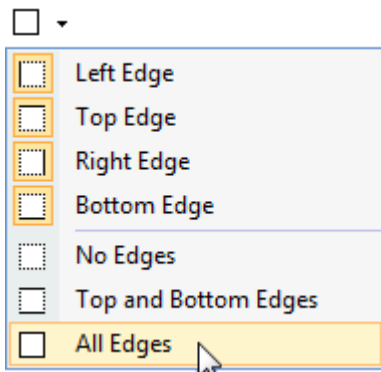 Left Edge
Top Edge
Right Edge
Bottom Edge
No Edges
Top and Bottom Edges
All Edges